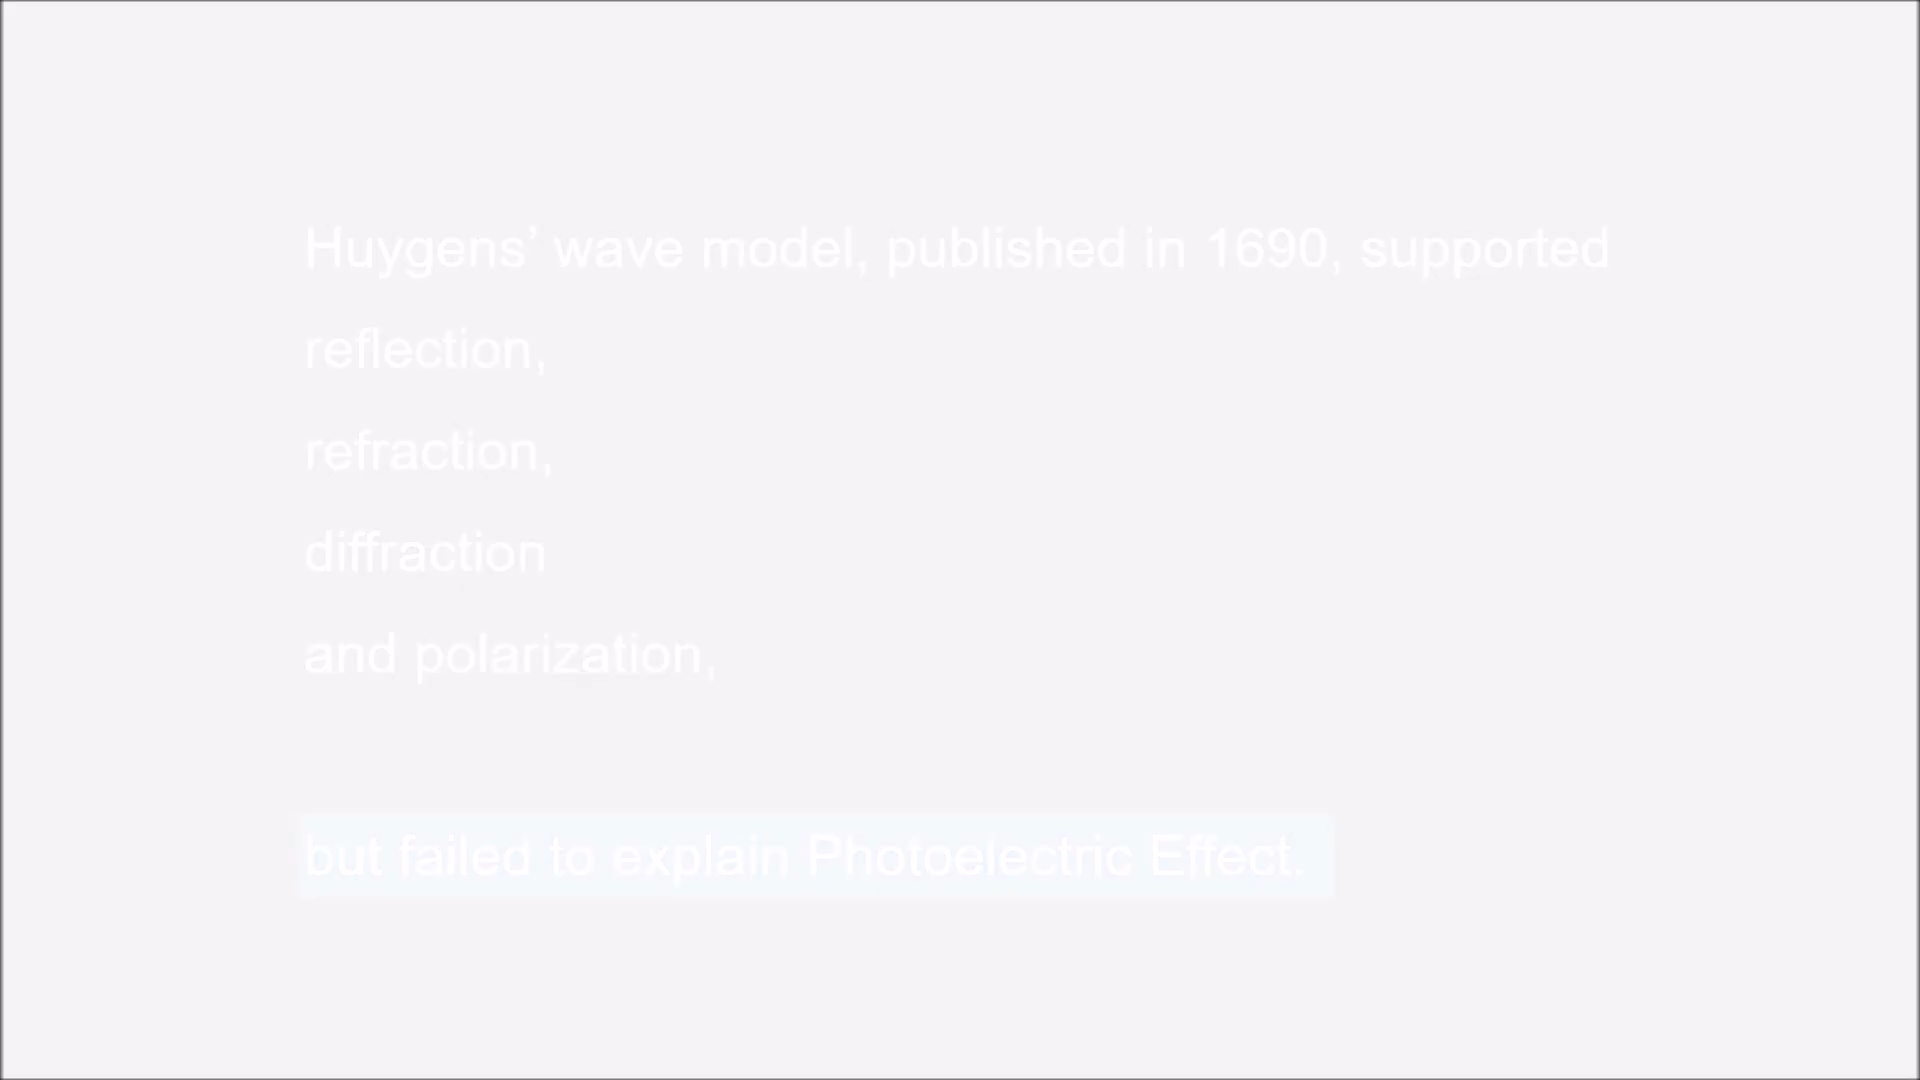 Huygens’ wave model, published in 1690, supported
reflection,
refraction,
diffraction
and polarization,
but failed to explain Photoelectric Effect.